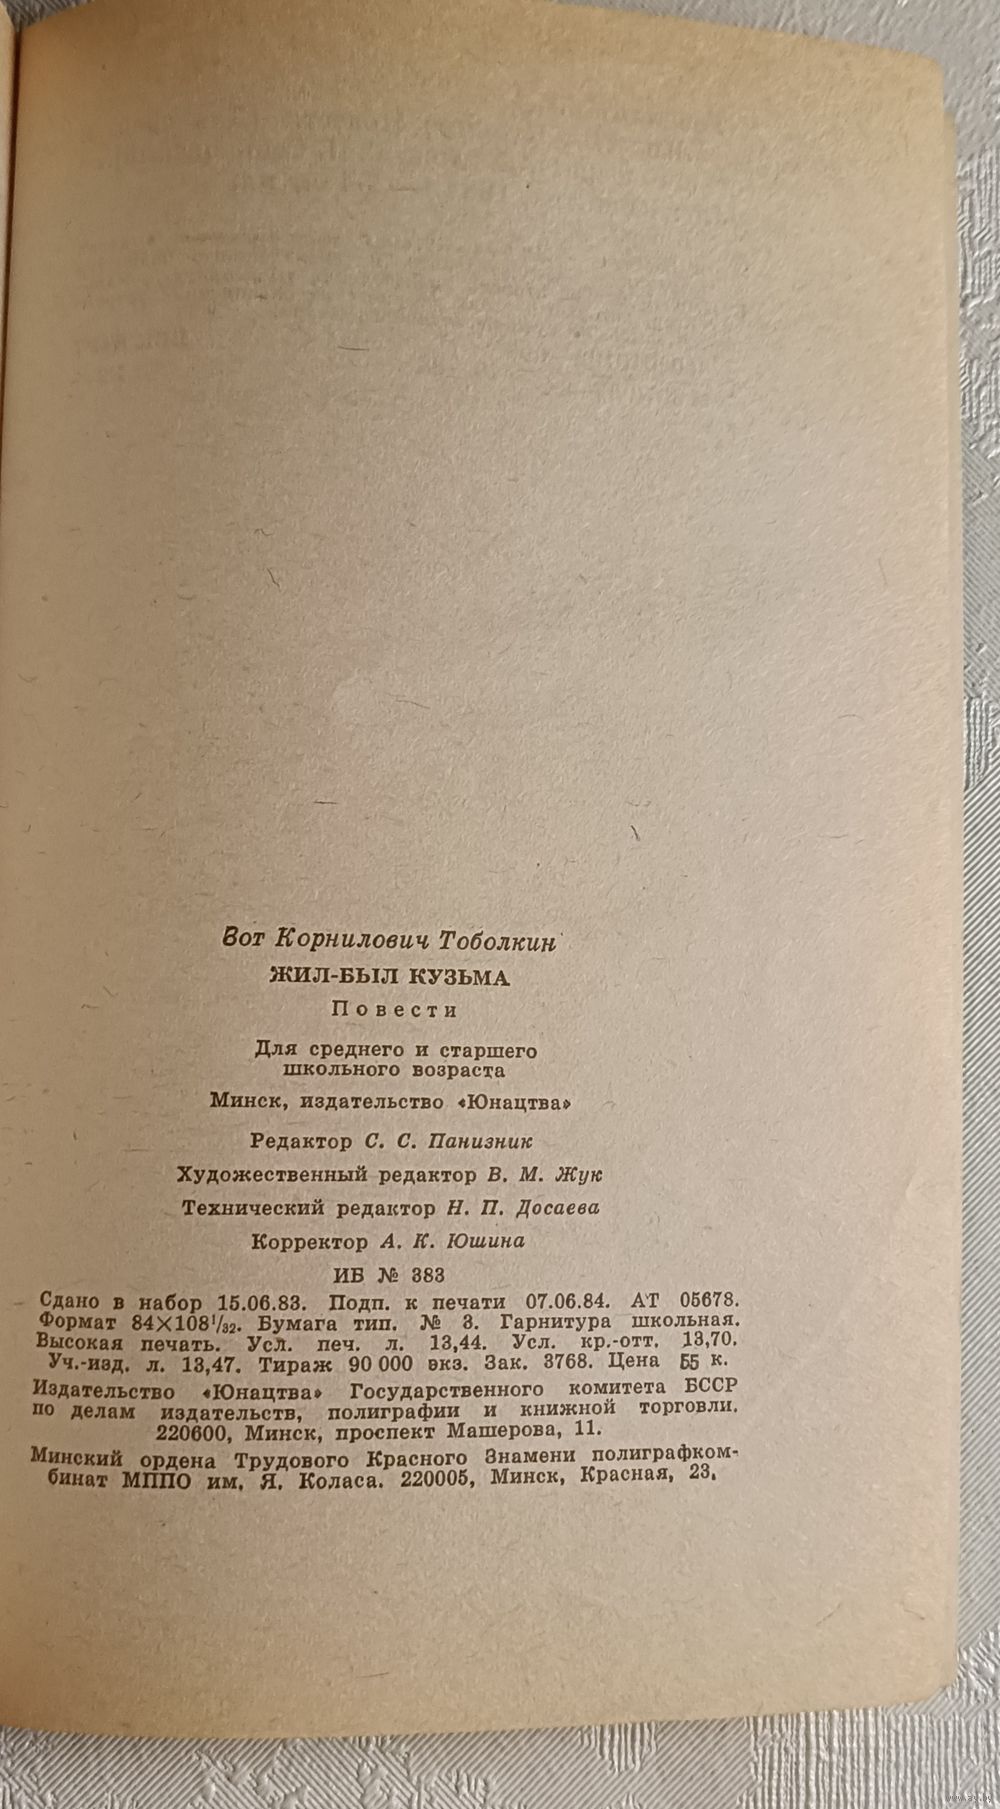 Вот Корнилович Тоболкин
ЖИЛ-БЫЛ КУЗЬМА
Повести
Для среднего и старшего
школьного возраста
Минск, издательство «Юнацтва»
Редактор С. С. Панизник
Художественный редактор В. М. Жук
Технический редактор Н. П. Досаева
Корректор А. К. Юшина
ИБ № 383
Сдано в набор 15.06.83. Подп. к печати 07.06.84. АТ 05678.
Формат 84×108¹/₃₂. Бумага тип. № 3. Гарнитура школьная.
Высокая печать. Усл. печ. л. 13,44. Усл. кр.-отт. 13,70.
Уч.-изд. л. 13,47. Тираж 90 000 экз. Зак. 3768. Цена 55 к.
Издательство «Юнацтва» Государственного комитета БССР
по делам издательств, полиграфии и книжной торговли.
220600, Минск, проспект Машерова, 11.
Минский ордена Трудового Красного Знамени полиграфком-
бинат МППО им. Я. Коласа. 220005, Минск, Красная, 23.